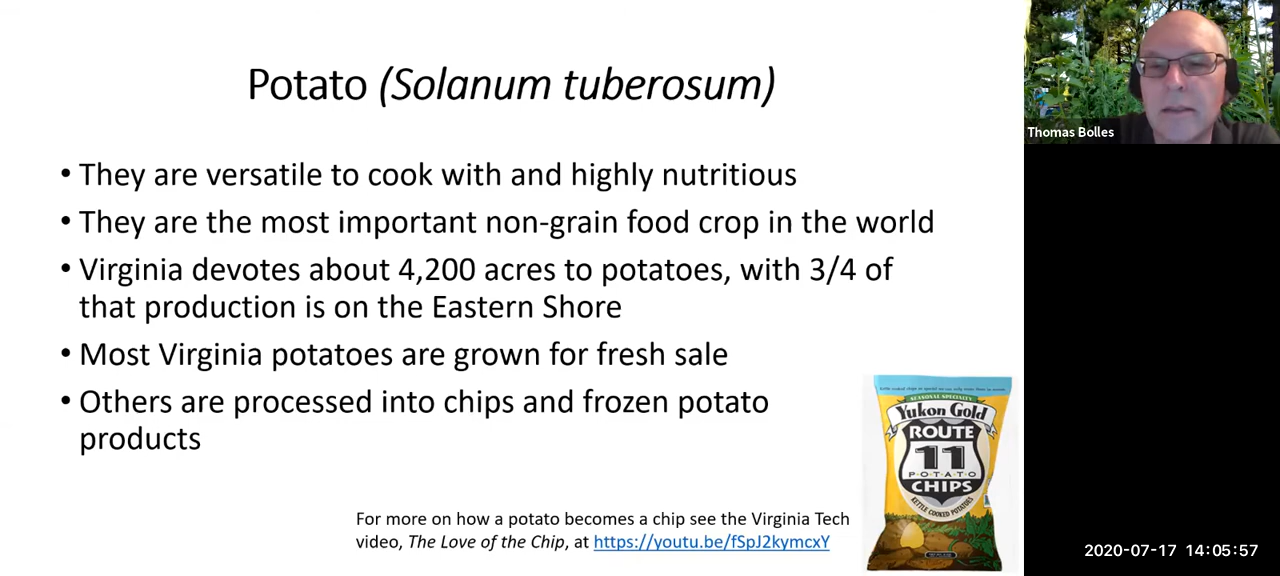 Potato (Solanum tuberosum)
• They are versatile to cook with and highly nutritious
• They are the most important non-grain food crop in the world
• Virginia devotes about 4,200 acres to potatoes, with 3/4 of
that production is on the Eastern Shore
• Most Virginia potatoes are grown for fresh sale
• Others are processed into chips and frozen potato
products
For more on how a potato becomes a chip see the Virginia Tech
video, The Love of the Chip, at https://youtu.be/fSpJ2kymcxY
SEASONAL SPECIALTY
Yukon Gold
ROUTE
11
POTATO
CHIPS
KETTLE COOKED POTATOES
Thomas Bolles
2020-07-17 14:05:57